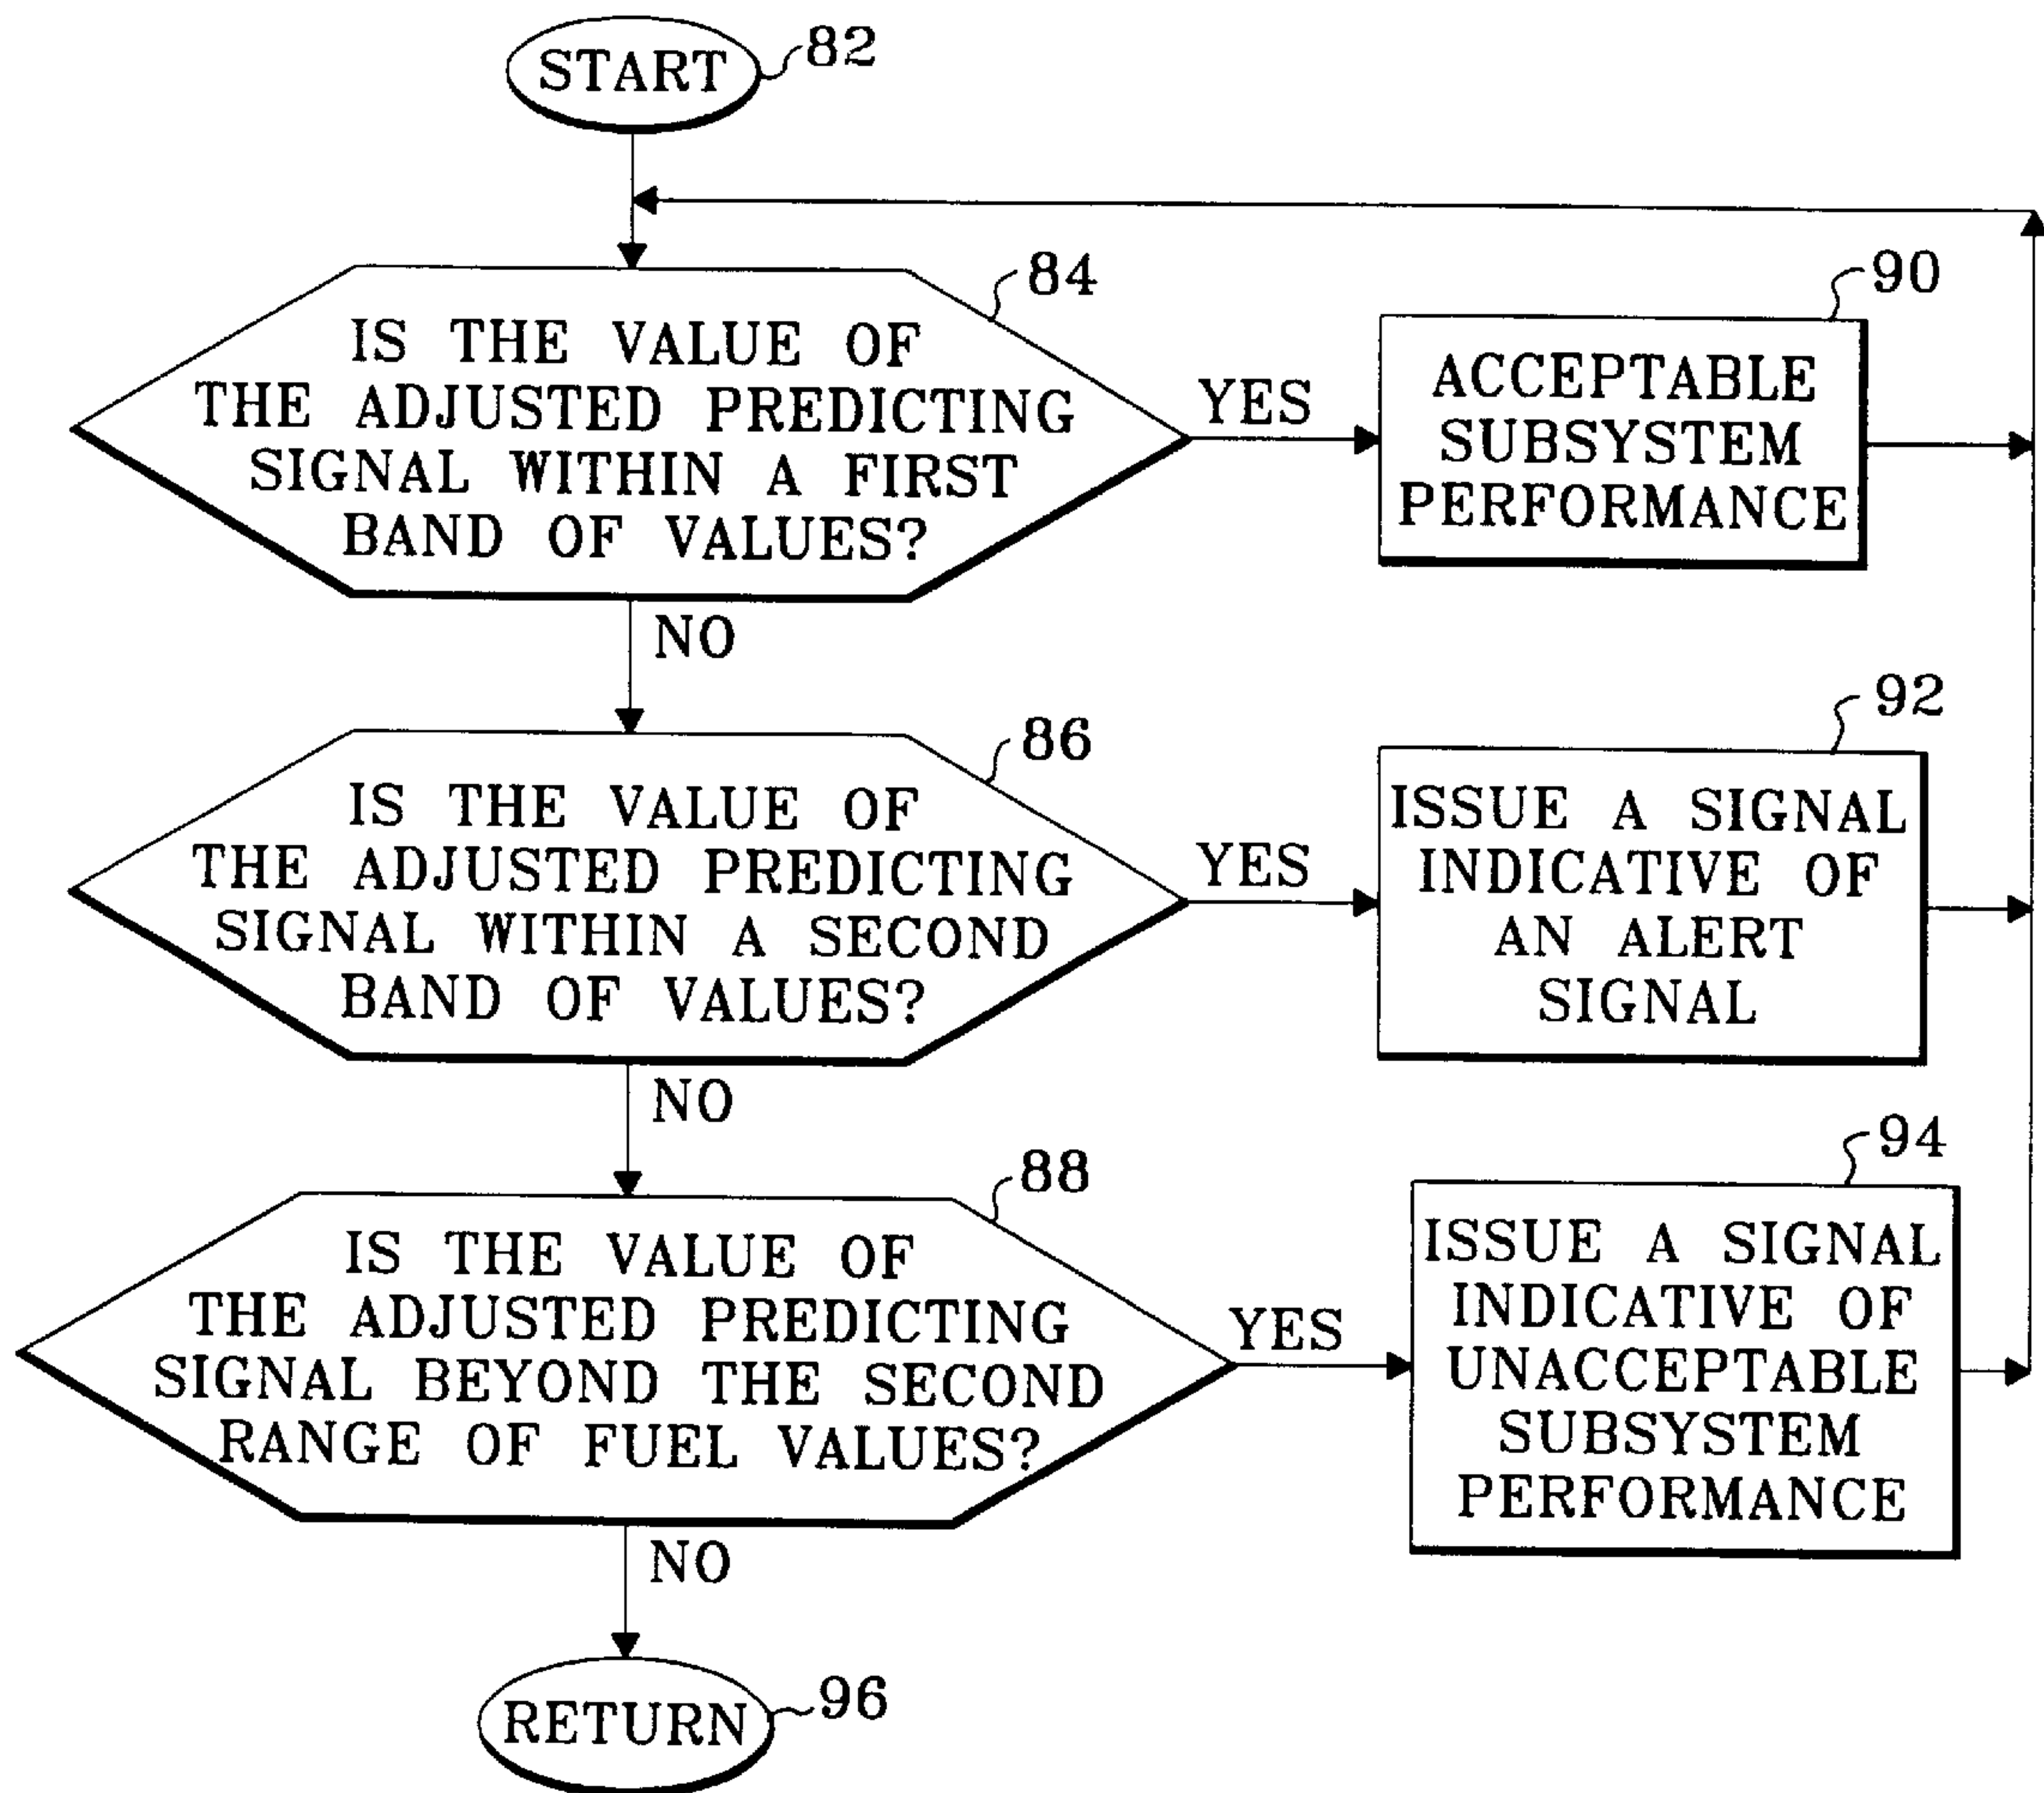 START
82
84
IS THE VALUE OF
THE ADJUSTED PREDICTING
SIGNAL WITHIN A FIRST
BAND OF VALUES?
YES
90
ACCEPTABLE
SUBSYSTEM
PERFORMANCE
NO
86
IS THE VALUE OF
THE ADJUSTED PREDICTING
SIGNAL WITHIN A SECOND
BAND OF VALUES?
YES
92
ISSUE A SIGNAL
INDICATIVE OF
AN ALERT
SIGNAL
NO
88
IS THE VALUE OF
THE ADJUSTED PREDICTING
SIGNAL BEYOND THE SECOND
RANGE OF FUEL VALUES?
YES
94
ISSUE A SIGNAL
INDICATIVE OF
UNACCEPTABLE
SUBSYSTEM
PERFORMANCE
NO
RETURN
96